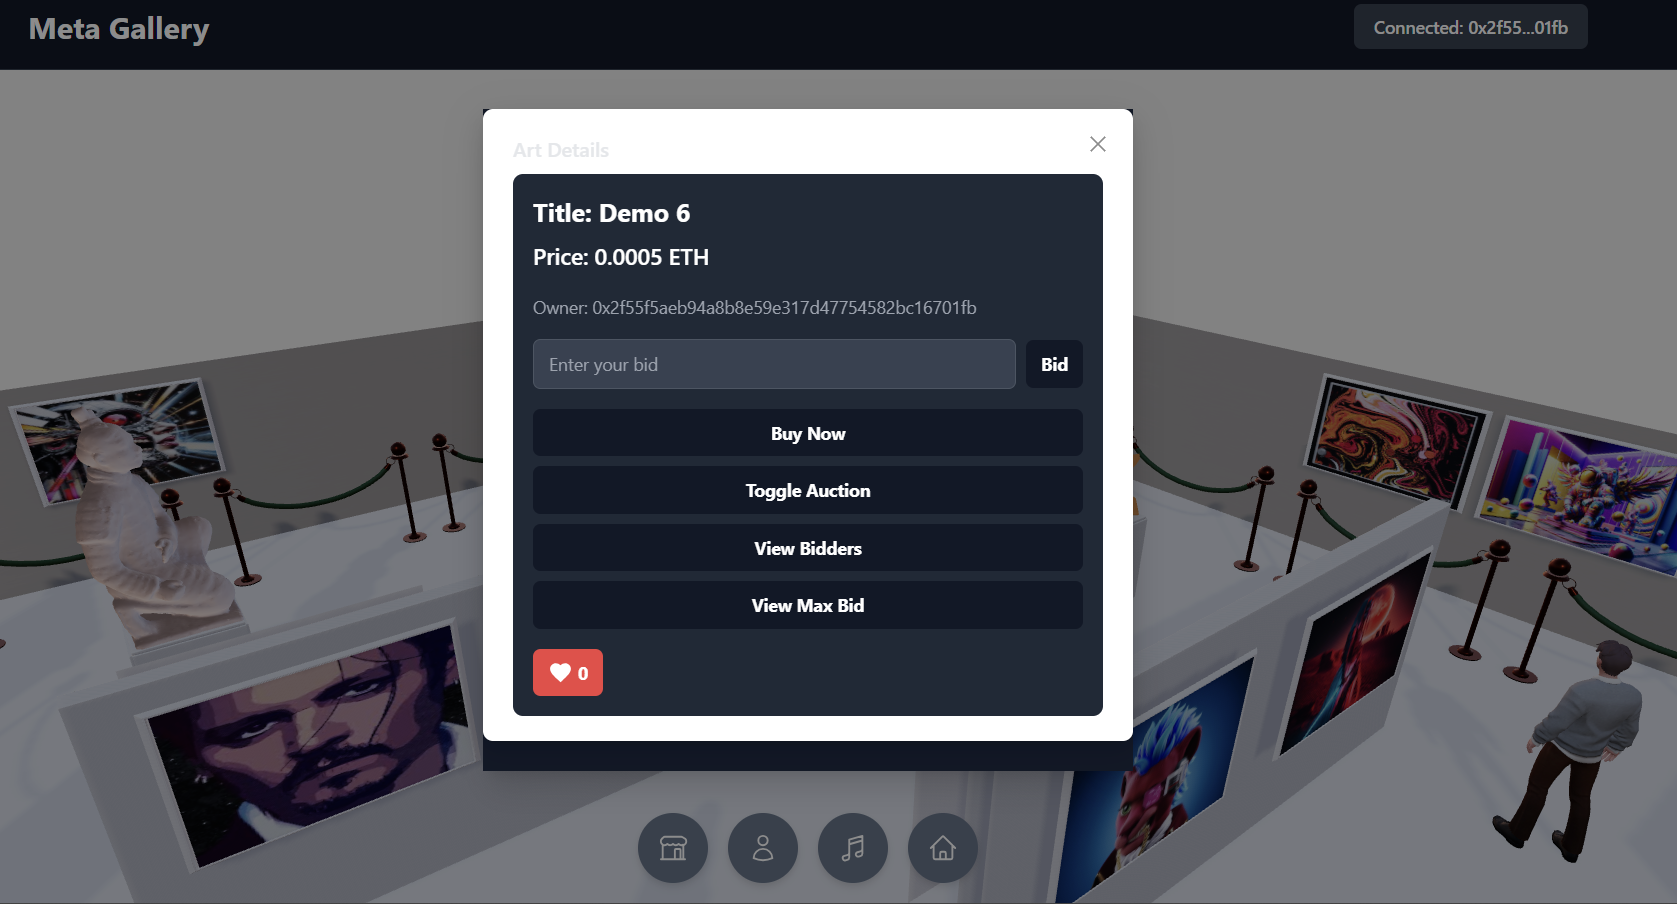 Meta Gallery
Connected: 0x2f55...01fb
Art Details
Title: Demo 6
Price: 0.0005 ETH
Owner: 0x2f55f5aeb94a8b8e59e317d47754582bc16701fb
Enter your bid
Bid
Buy Now
Toggle Auction
View Bidders
View Max Bid
0